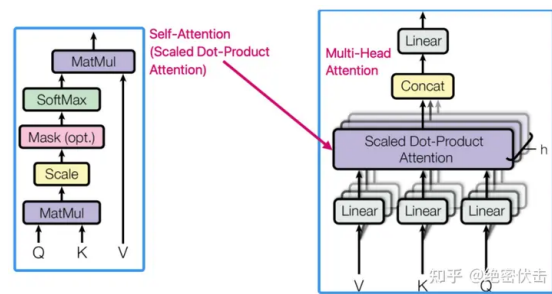 MatMul
SoftMax
Mask (opt.)
Scale
MatMul
Q K V
Self-Attention
(Scaled Dot-Product
Attention)
Multi-Head
Attention
Linear
Concat
Scaled Dot-Product
Attention
h
Linear Linear Linear
V K Q
知乎 @绝密伏击